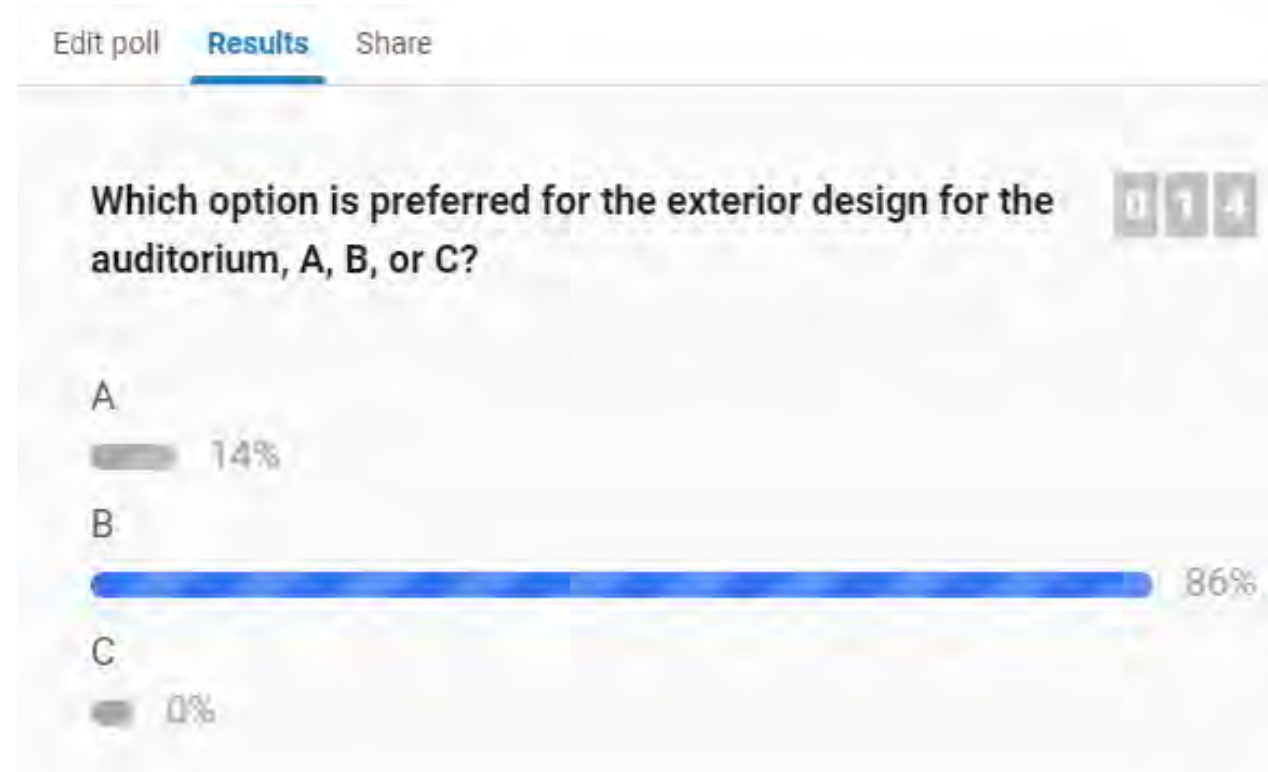 Edit poll Results Share
Which option is preferred for the exterior design for the
auditorium, A, B, or C?
0 1 4
A
14%
B
86%
C
0%